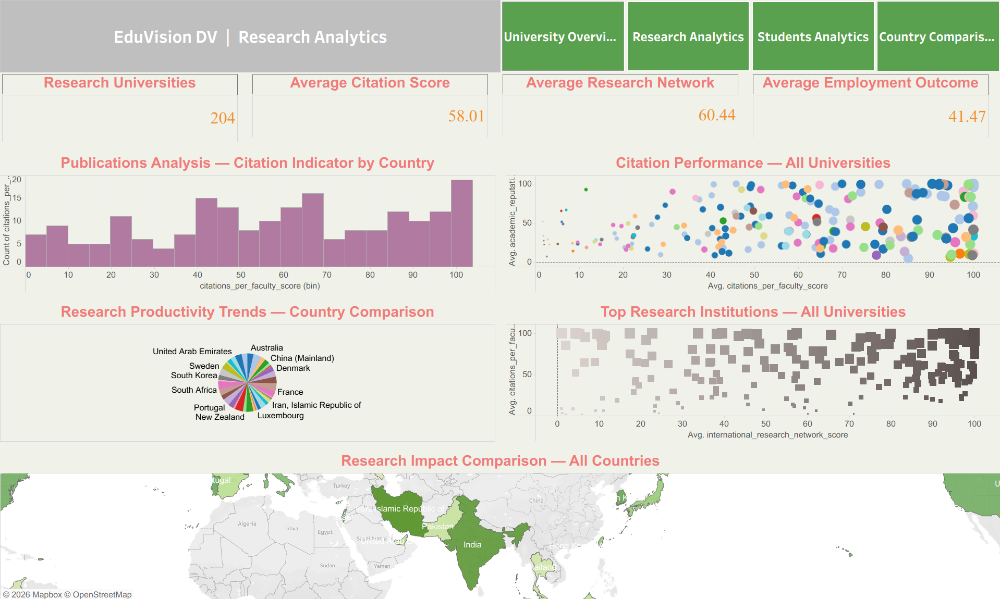 EduVision DV | Research Analytics
University Overvi...
Research Analytics
Students Analytics
Country Comparis...
Research Universities
204
Average Citation Score
58.01
Average Research Network
60.44
Average Employment Outcome
41.47
Publications Analysis — Citation Indicator by Country
Count of citations_per_..
20
15
10
5
0
0 10 20 30 40 50 60 70 80 90 100
citations_per_faculty_score (bin)
Citation Performance — All Universities
Avg. academic_reputati..
100
50
0
0 10 20 30 40 50 60 70 80 90 100
Avg. citations_per_faculty_score
Research Productivity Trends — Country Comparison
United Arab Emirates
Australia
China (Mainland)
Sweden
Denmark
South Korea
South Africa
France
Iran, Islamic Republic of
Portugal
New Zealand
Luxembourg
Top Research Institutions — All Universities
Avg. citations_per_facu..
100
50
0
0 10 20 30 40 50 60 70 80 90 100
Avg. international_research_network_score
Research Impact Comparison — All Countries
tugal
Turkey
China
Iraq
Iran, Islamic Republic of
Israel
Algeria
Libya
Egypt
Pakistan
Saudi Arabia
United Arab E
India
Hong K
Sudan
Yemen
ailan
U
© 2026 Mapbox © OpenStreetMap